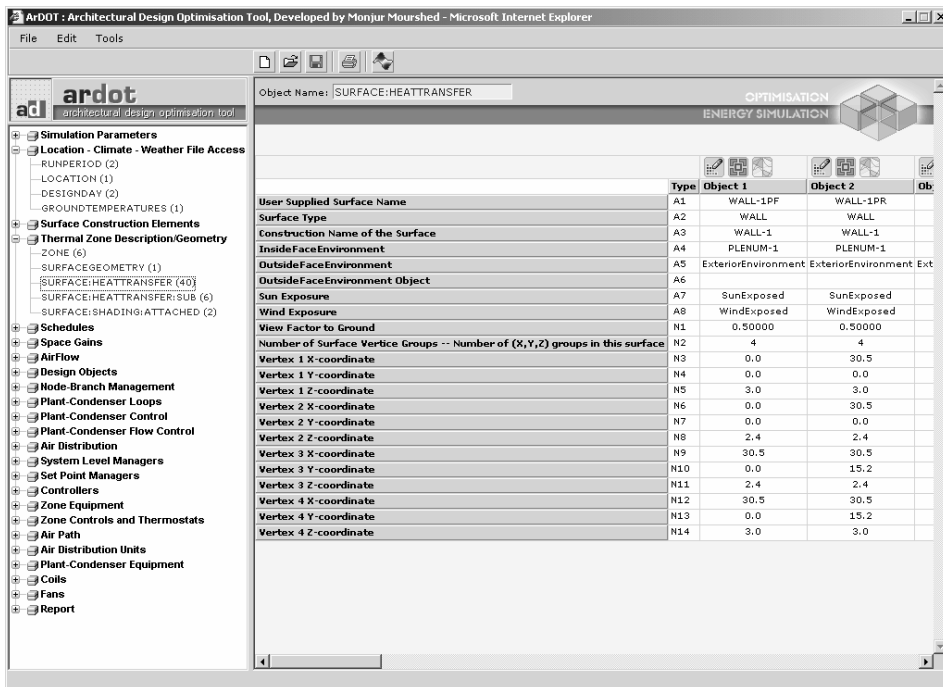 ArDOT : Architectural Design Optimisation Tool, Developed by Monjur Mourshed - Microsoft Internet Explorer
File Edit Tools
adl ardot
architectural design optimisation tool
Simulation Parameters
Location - Climate - Weather File Access
RUNPERIOD (2)
LOCATION (1)
DESIGNDAY (2)
GROUNDTEMPERATURES (1)
Surface Construction Elements
Thermal Zone Description/Geometry
ZONE (6)
SURFACEGEOMETRY (1)
SURFACE:HEATTRANSFER (40)
SURFACE:HEATTRANSFER:SUB (6)
SURFACE:SHADING:ATTACHED (2)
Schedules
Space Gains
AirFlow
Design Objects
Node-Branch Management
Plant-Condenser Loops
Plant-Condenser Control
Plant-Condenser Flow Control
Air Distribution
System Level Managers
Set Point Managers
Controllers
Zone Equipment
Zone Controls and Thermostats
Air Path
Air Distribution Units
Plant-Condenser Equipment
Coils
Fans
Report
Object Name: SURFACE:HEATTRANSFER
OPTIMISATION
ENERGY SIMULATION
Type Object 1 Object 2 Ob
User Supplied Surface Name A1 WALL-1PF WALL-1PR
Surface Type A2 WALL WALL
Construction Name of the Surface A3 WALL-1 WALL-1
InsideFaceEnvironment A4 PLENUM-1 PLENUM-1
OutsideFaceEnvironment A5 ExteriorEnvironment ExteriorEnvironment Ext
OutsideFaceEnvironment Object A6
Sun Exposure A7 SunExposed SunExposed
Wind Exposure A8 WindExposed WindExposed
View Factor to Ground N1 0.50000 0.50000
Number of Surface Vertice Groups -- Number of (X,Y,Z) groups in this surface N2 4 4
Vertex 1 X-coordinate N3 0.0 30.5
Vertex 1 Y-coordinate N4 0.0 0.0
Vertex 1 Z-coordinate N5 3.0 3.0
Vertex 2 X-coordinate N6 0.0 30.5
Vertex 2 Y-coordinate N7 0.0 0.0
Vertex 2 Z-coordinate N8 2.4 2.4
Vertex 3 X-coordinate N9 30.5 30.5
Vertex 3 Y-coordinate N10 0.0 15.2
Vertex 3 Z-coordinate N11 2.4 2.4
Vertex 4 X-coordinate N12 30.5 30.5
Vertex 4 Y-coordinate N13 0.0 15.2
Vertex 4 Z-coordinate N14 3.0 3.0